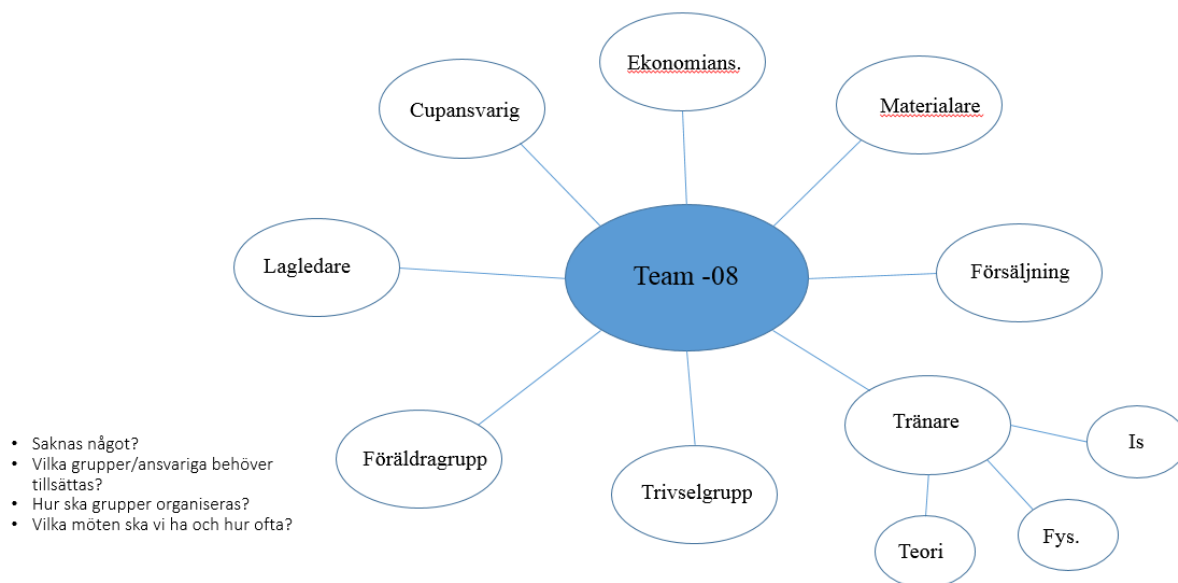 Ekonomians.
Cupansvarig
Materialare
Lagledare
Team -08
Försäljning
Tränare
Is
Föräldragrupp
Trivselgrupp
Teori
Fys.
• Saknas något?
• Vilka grupper/ansvariga behöver
tillsättas?
• Hur ska grupper organiseras?
• Vilka möten ska vi ha och hur ofta?